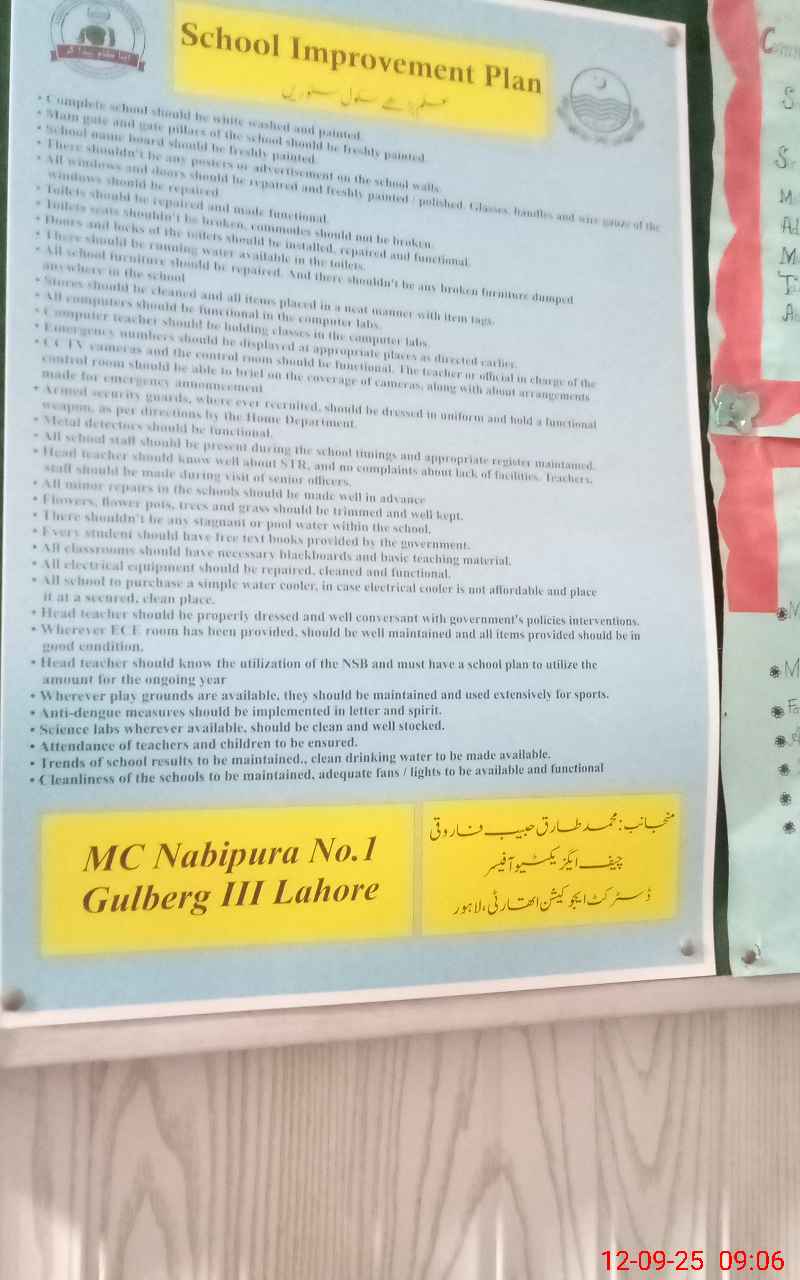 School Improvement Plan
علم بڑھے سکول سنوریں
• Complete school should be white washed and painted.
• Main gate and gate pillars of the school should be freshly painted.
• School name board should be freshly painted.
• There shouldn't be any posters or advertisement on the school walls.
• All windows and doors should be repaired and freshly painted / polished. Glasses, handles and wire gauze of the
windows should be repaired.
• Toilets should be repaired and made functional.
• Toilets seats shouldn't be broken, commodes should not be broken.
• Doors and locks of the toilets should be installed, repaired and functional.
• There should be running water available in the toilets.
• All school furniture should be repaired. And there shouldn't be any broken furniture dumped
anywhere in the school
• Stores should be cleaned and all items placed in a neat manner with item tags.
• All computers should be functional in the computer labs.
• Computer teacher should be holding classes in the computer labs.
• Emergency numbers should be displayed at appropriate places as directed earlier.
• CCTV cameras and the control room should be functional. The teacher or official in charge of the
control room should be able to brief on the coverage of cameras, along with about arrangements
made for emergency announcement
• Armed security guards, where ever recruited, should be dressed in uniform and hold a functional
weapon, as per directions by the Home Department.
• Metal detectors should be functional.
• All school staff should be present during the school timings and appropriate register maintained.
• Head teacher should know well about STR, and no complaints about lack of facilities. Teachers,
staff should be made during visit of senior officers.
• All minor repairs in the schools should be made well in advance
• Flowers, flower pots, trees and grass should be trimmed and well kept.
• There shouldn't be any stagnant or pool water within the school.
• Every student should have free text books provided by the government.
• All classrooms should have necessary blackboards and basic teaching material.
• All electrical equipment should be repaired, cleaned and functional.
• All school to purchase a simple water cooler, in case electrical cooler is not affordable and place
it at a secured, clean place.
• Head teacher should be properly dressed and well conversant with government's policies interventions.
• Wherever ECE room has been provided, should be well maintained and all items provided should be in
good condition.
• Head teacher should know the utilization of the NSB and must have a school plan to utilize the
amount for the ongoing year
• Wherever play grounds are available, they should be maintained and used extensively for sports.
• Anti-dengue measures should be implemented in letter and spirit.
• Science labs wherever available, should be clean and well stocked.
• Attendance of teachers and children to be ensured.
• Trends of school results to be maintained., clean drinking water to be made available.
• Cleanliness of the schools to be maintained, adequate fans / lights to be available and functional
MC Nabipura No.1
Gulberg III Lahore
منجانب: محمد طارق حبیب فاروقی
چیف ایگزیکٹیو آفیسر
ڈسٹرکٹ ایجوکیشن اتھارٹی، لاہور
12-09-25 09:06